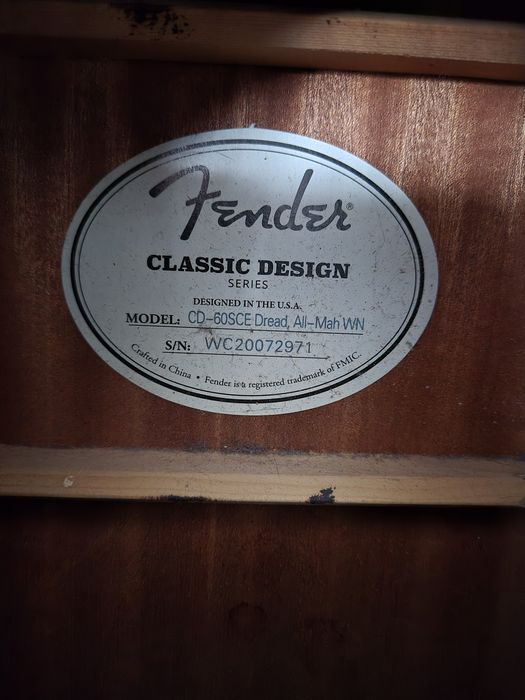 Fender®
CLASSIC DESIGN
SERIES
DESIGNED IN THE U.S.A.
MODEL: CD-60SCE Dread, All-Mah WN
S/N: WC20072971
Crafted in China • Fender is a registered trademark of FMIC.